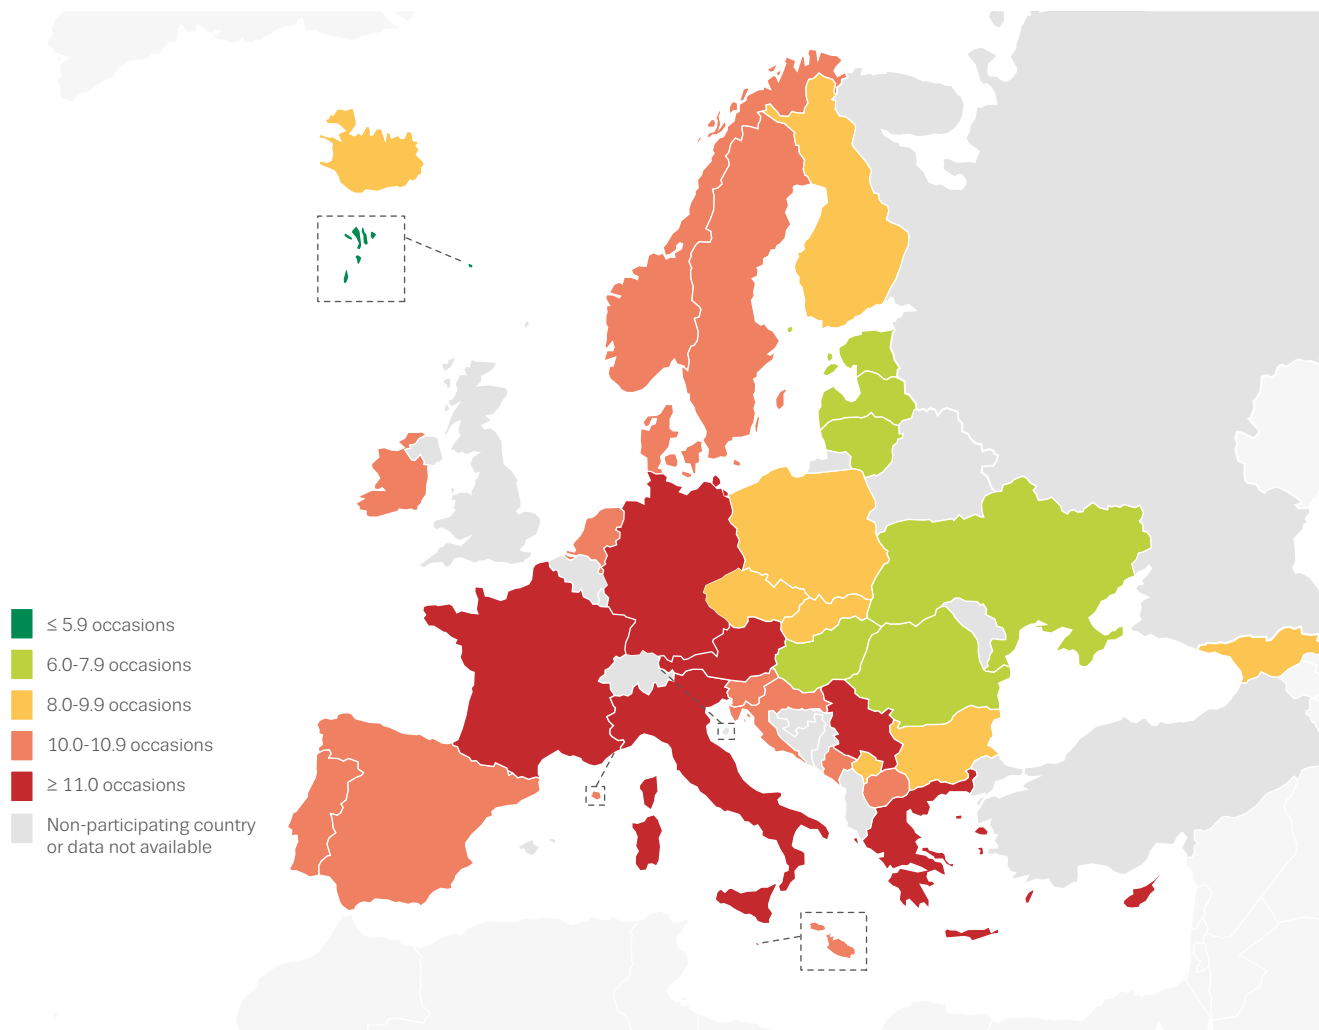 ≤ 5.9 occasions
6.0-7.9 occasions
8.0-9.9 occasions
10.0-10.9 occasions
≥ 11.0 occasions
Non-participating country
or data not available